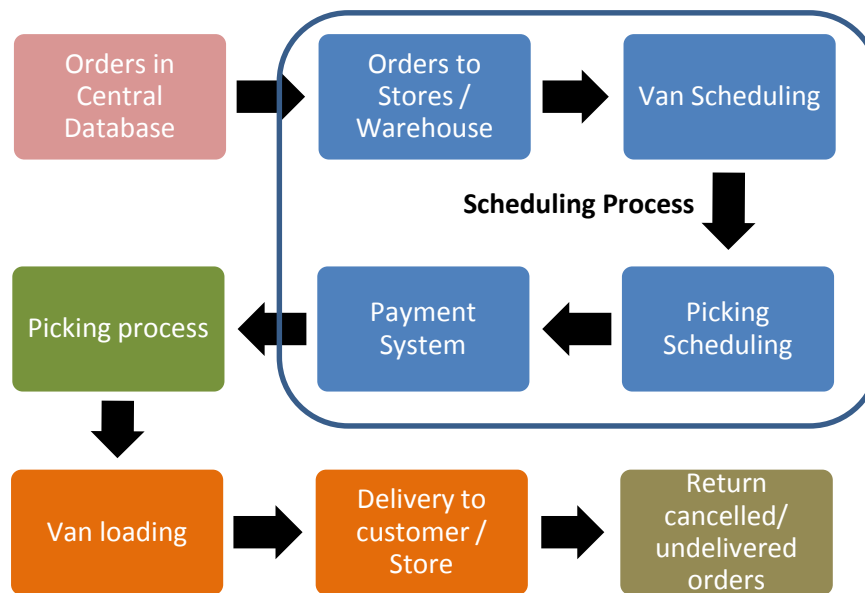 Orders in
Central
Database
Orders to
Stores /
Warehouse
Van Scheduling
Scheduling Process
Picking process
Payment
System
Picking
Scheduling
Van loading
Delivery to
customer /
Store
Return
cancelled/
undelivered
orders